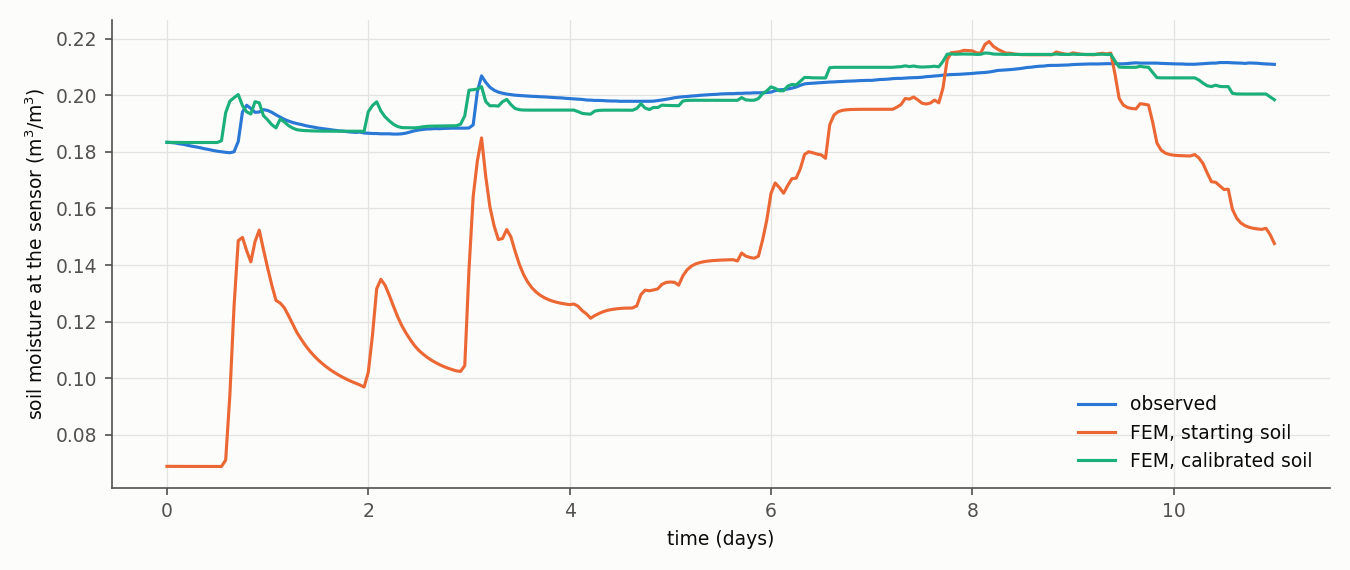 0.22
0.20
0.18
0.16
0.14
0.12
0.10
0.08
soil moisture at the sensor (m³/m³)
0 2 4 6 8 10
time (days)
observed
FEM, starting soil
FEM, calibrated soil